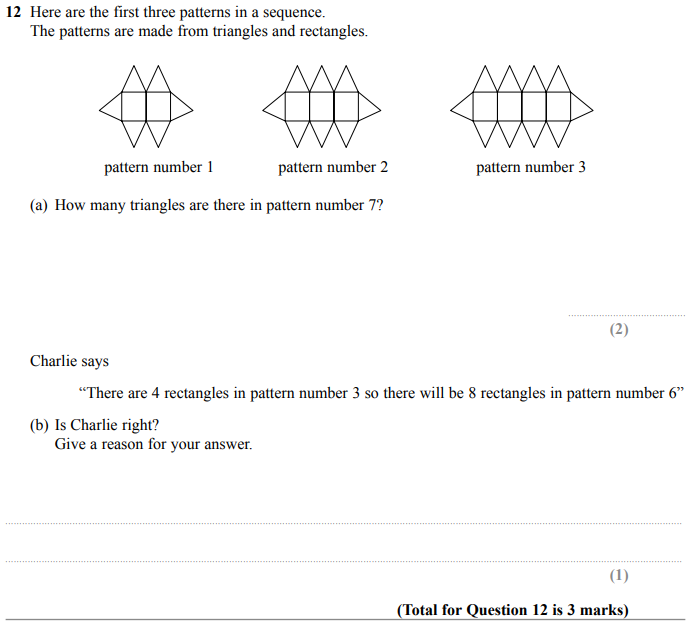 12 Here are the first three patterns in a sequence.
The patterns are made from triangles and rectangles.
pattern number 1 pattern number 2 pattern number 3
(a) How many triangles are there in pattern number 7?
(2)
Charlie says
“There are 4 rectangles in pattern number 3 so there will be 8 rectangles in pattern number 6”
(b) Is Charlie right?
Give a reason for your answer.
(1)
(Total for Question 12 is 3 marks)